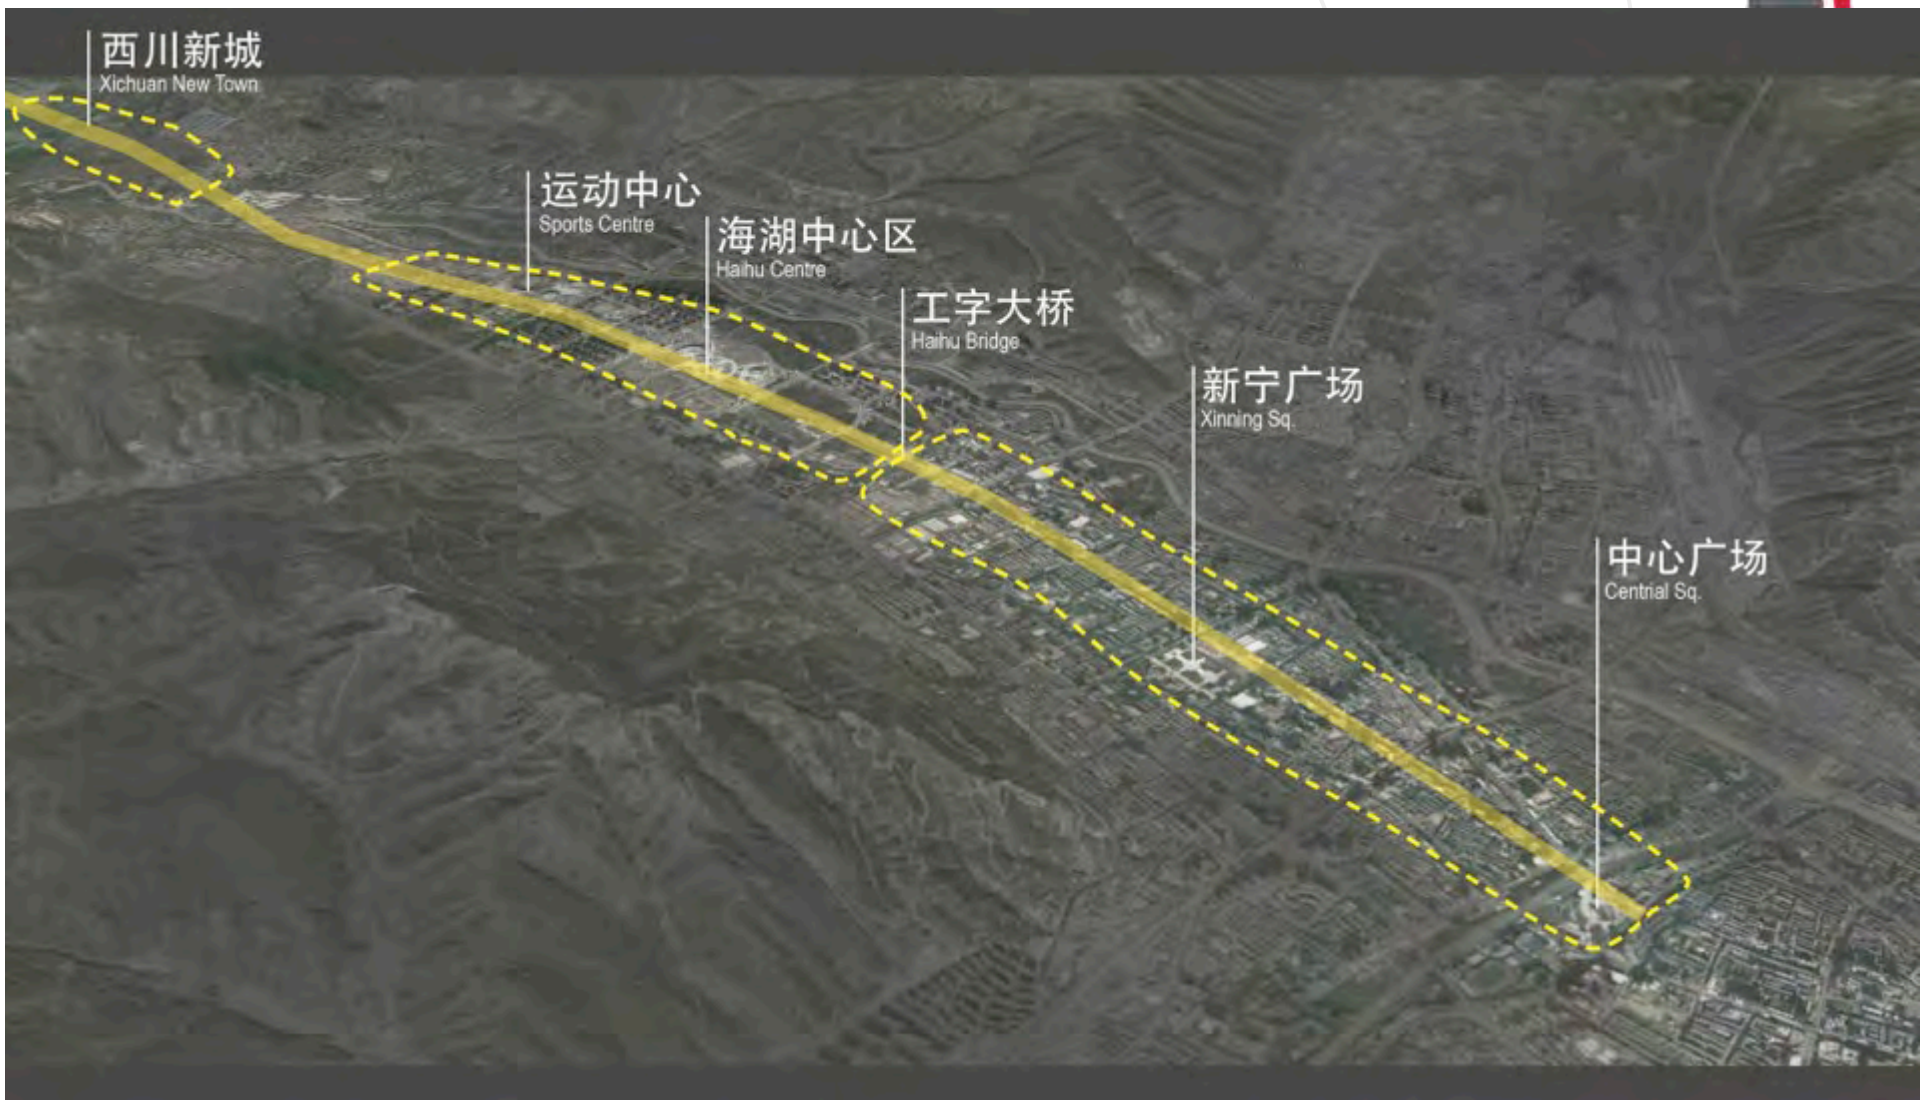 西川新城
Xichuan New Town
运动中心
Sports Centre
海湖中心区
Haihu Centre
工字大桥
Haihu Bridge
新宁广场
Xinning Sq.
中心广场
Centrial Sq.